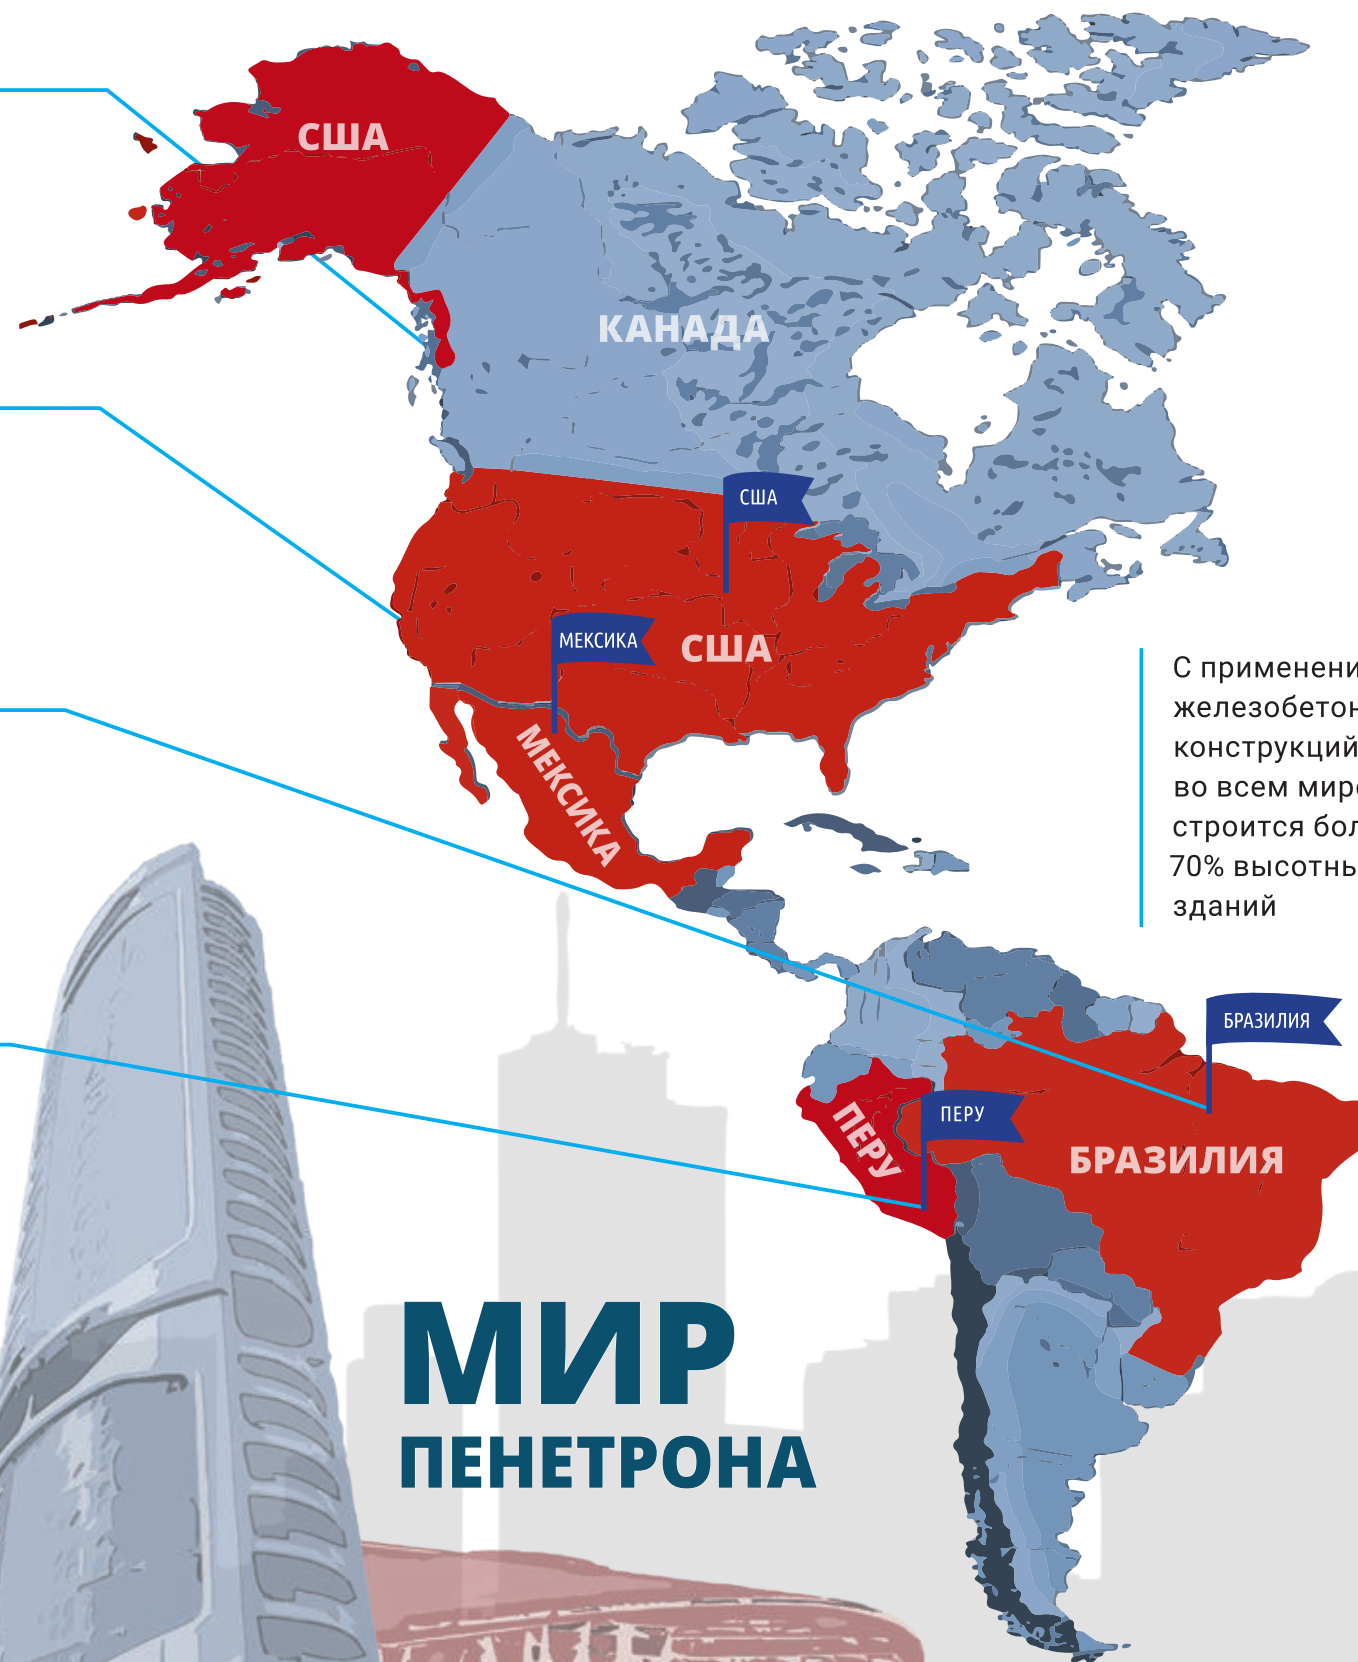 США
КАНАДА
США
МЕКСИКА
США
МЕКСИКА
С применени
железобетон
конструкций
во всем мир
строится бол
70% высотны
зданий
БРАЗИЛИЯ
ПЕРУ
ПЕРУ
БРАЗИЛИЯ
МИР
ПЕНЕТРОНА